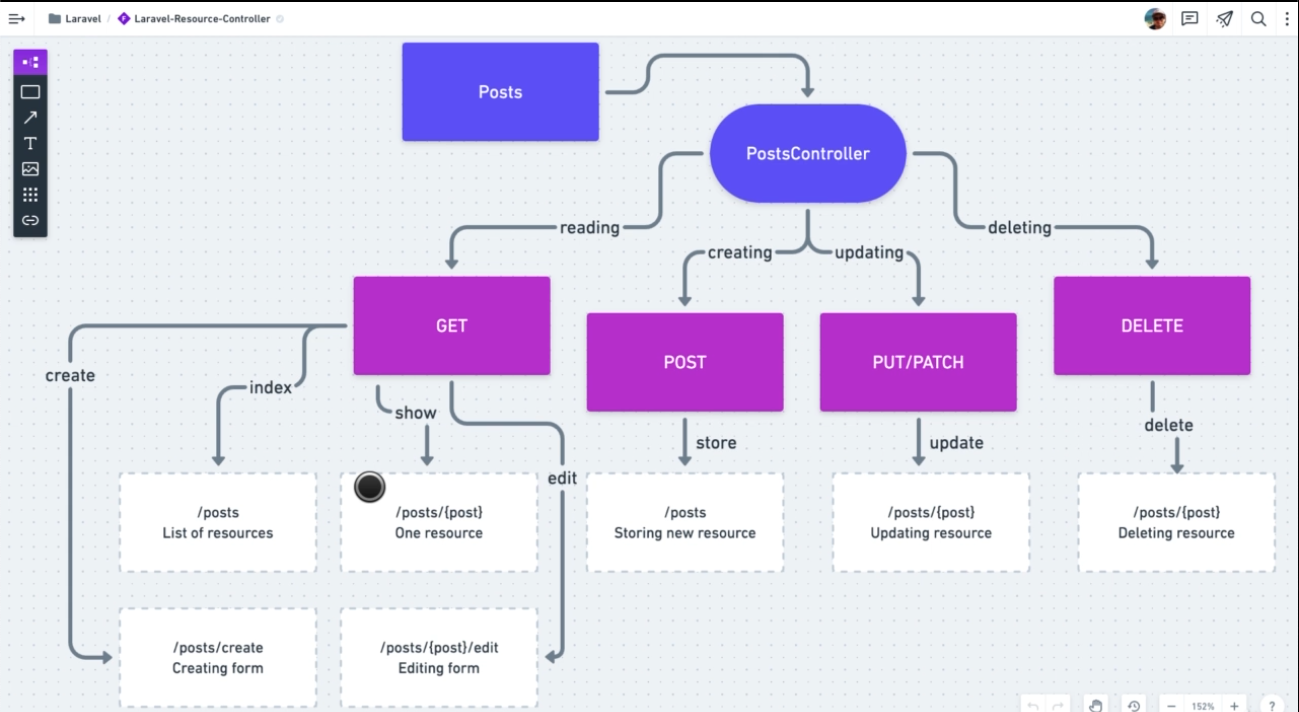 Laravel / Laravel-Resource-Controller
Posts
PostsController
reading
creating
updating
deleting
GET
POST
PUT/PATCH
DELETE
create
index
show
edit
store
update
delete
/posts
List of resources
/posts/{post}
One resource
/posts
Storing new resource
/posts/{post}
Updating resource
/posts/{post}
Deleting resource
/posts/create
Creating form
/posts/{post}/edit
Editing form
T
− 152% + ?